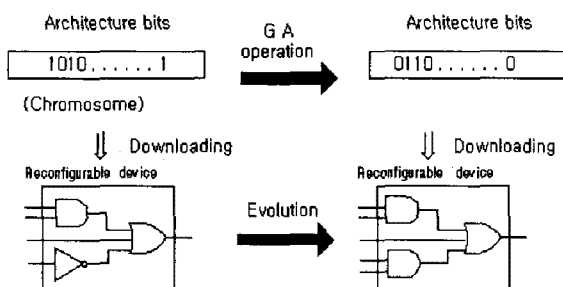 Architecture bits
G A
operation
Architecture bits
1010......1
0110......0
(Chromosome)
Downloading
Downloading
Reconfigurable device
Reconfigurable device
Evolution